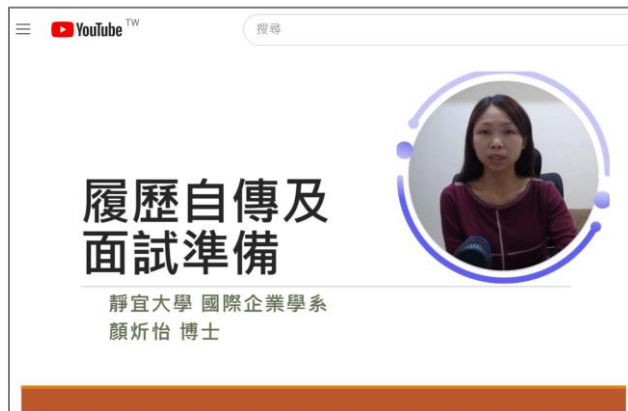 YouTube TW
搜尋
履歷自傳及
面試準備
靜宜大學 國際企業學系
顏炘怡 博士